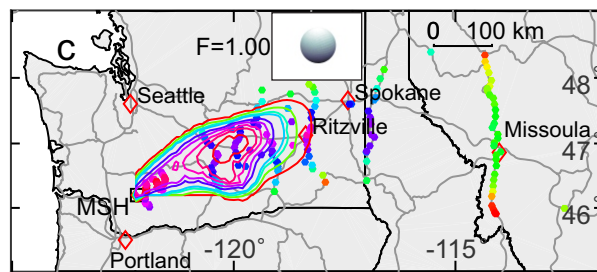 C
F=1.00
0 100 km
48°
Seattle
Spokane
Ritzville
Missoula
47°
MSH
46°
Portland
-120°
-115